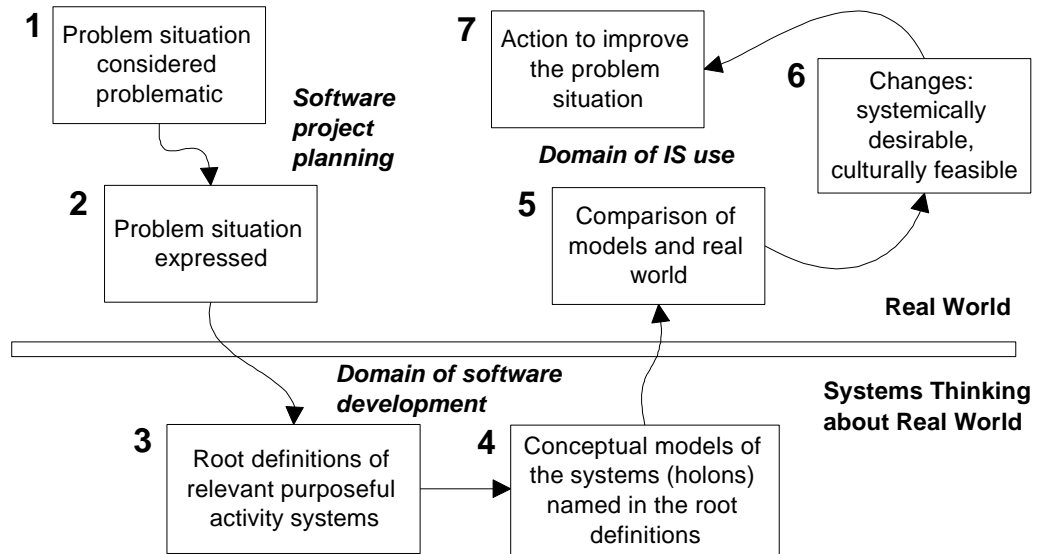 1
Problem situation
considered
problematic
Software
project
planning
2
Problem situation
expressed
7
Action to improve
the problem
situation
6
Changes:
systemically
desirable,
culturally feasible
Domain of IS use
5
Comparison of
models and real
world
Real World
Domain of software
development
Systems Thinking
about Real World
3
Root definitions of
relevant purposeful
activity systems
4
Conceptual models of
the systems (holons)
named in the root
definitions